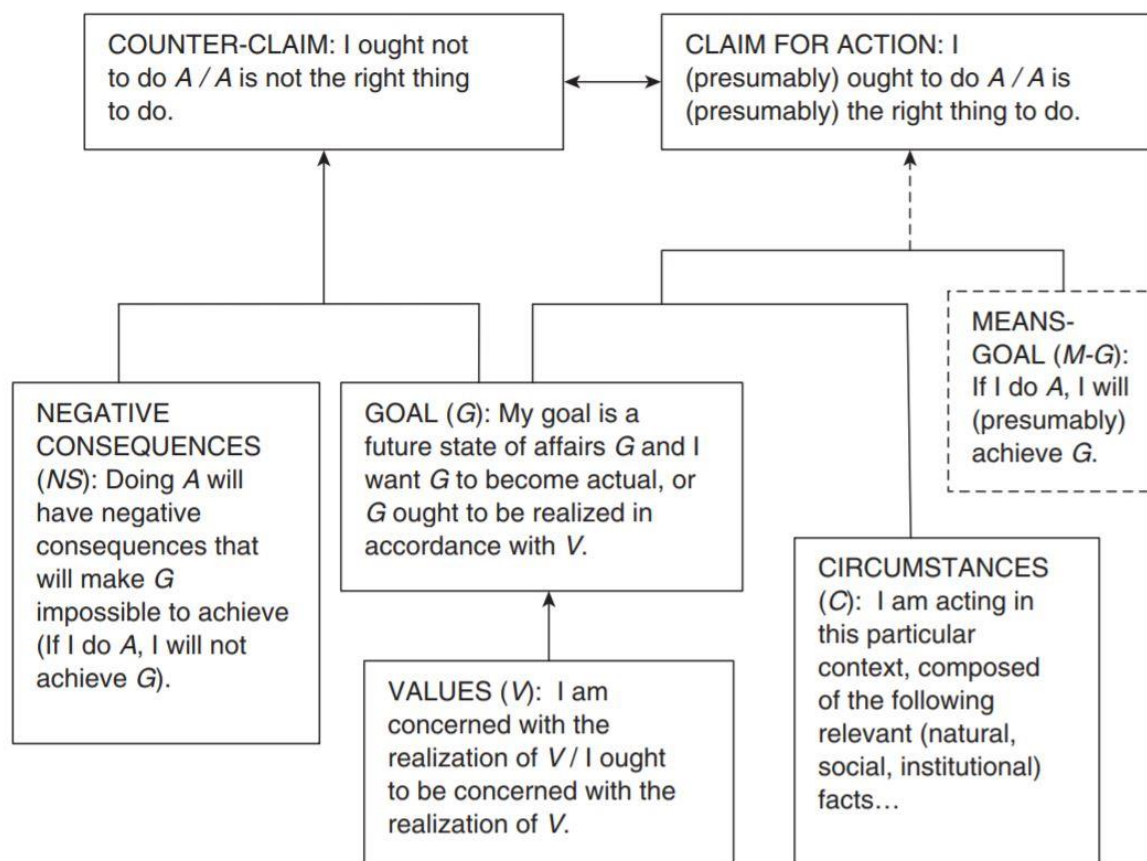 COUNTER-CLAIM: I ought not
to do A / A is not the right thing
to do.
CLAIM FOR ACTION: I
(presumably) ought to do A / A is
(presumably) the right thing to do.
NEGATIVE
CONSEQUENCES
(NS): Doing A will
have negative
consequences that
will make G
impossible to achieve
(If I do A, I will not
achieve G).
GOAL (G): My goal is a
future state of affairs G and I
want G to become actual, or
G ought to be realized in
accordance with V.
MEANS-
GOAL (M-G):
If I do A, I will
(presumably)
achieve G.
VALUES (V): I am
concerned with the
realization of V / I ought
to be concerned with the
realization of V.
CIRCUMSTANCES
(C): I am acting in
this particular
context, composed
of the following
relevant (natural,
social, institutional)
facts…